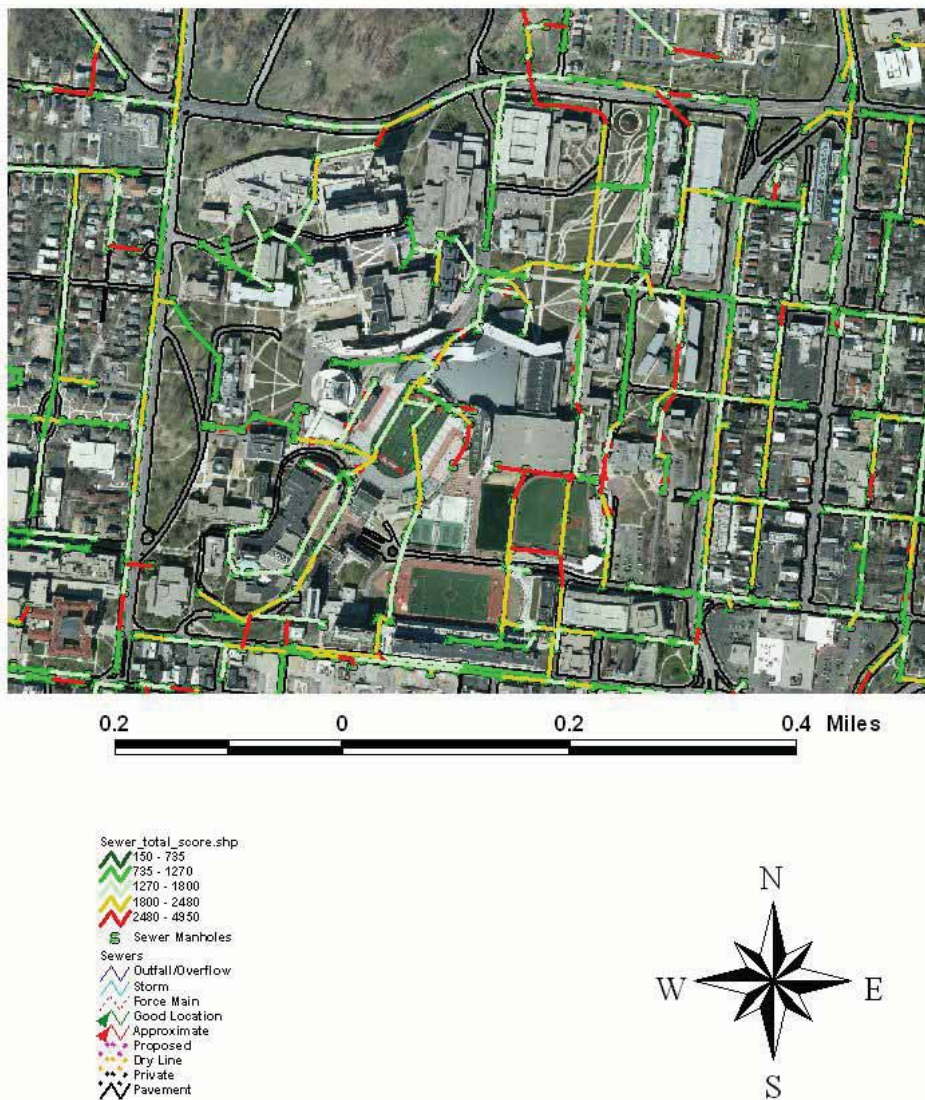 0.2 0 0.2 0.4 Miles
Sewer_total_score.shp
150 - 735
735 - 1270
1270 - 1800
1800 - 2480
2480 - 4950
S Sewer Manholes
Sewers
Outfall/Overflow
Storm
Force Main
Good Location
Approximate
Proposed
Dry Line
Private
Pavement
N
W E
S